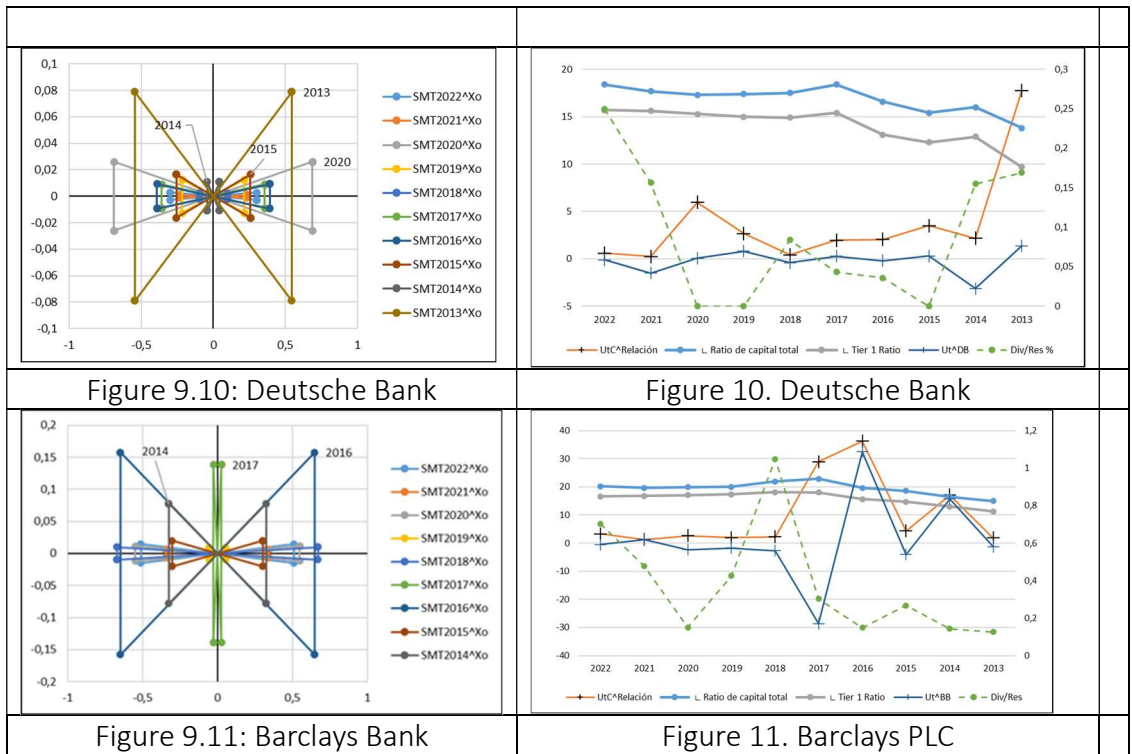 0,1
0,08
0,06
0,04
0,02
0
-0,02
-0,04
-0,06
-0,08
-0,1
-1
-0,5
0
0,5
1
2013
2014
2015
2020
SMT2022^Xo
SMT2021^Xo
SMT2020^Xo
SMT2019^Xo
SMT2018^Xo
SMT2017^Xo
SMT2016^Xo
SMT2015^Xo
SMT2014^Xo
SMT2013^Xo
20
15
10
5
0
-5
0,3
0,25
0,2
0,15
0,1
0,05
0
2022 2021 2020 2019 2018 2017 2016 2015 2014 2013
UtC^Relación ∟ Ratio de capital total ∟ Tier 1 Ratio Ut^DB Div/Res %
Figure 9.10: Deutsche Bank
Figure 10. Deutsche Bank
0,2
0,15
0,1
0,05
0
-0,05
-0,1
-0,15
-0,2
-1
-0,5
0
0,5
1
2014
2017
2016
SMT2022^Xo
SMT2021^Xo
SMT2020^Xo
SMT2019^Xo
SMT2018^Xo
SMT2017^Xo
SMT2016^Xo
SMT2015^Xo
SMT2014^Xo
40
30
20
10
0
-10
-20
-30
-40
1,2
1
0,8
0,6
0,4
0,2
0
2022 2021 2020 2019 2018 2017 2016 2015 2014 2013
UtC^Relación ∟ Ratio de capital total ∟ Tier 1 Ratio Ut^BB Div/Res
Figure 9.11: Barclays Bank
Figure 11. Barclays PLC